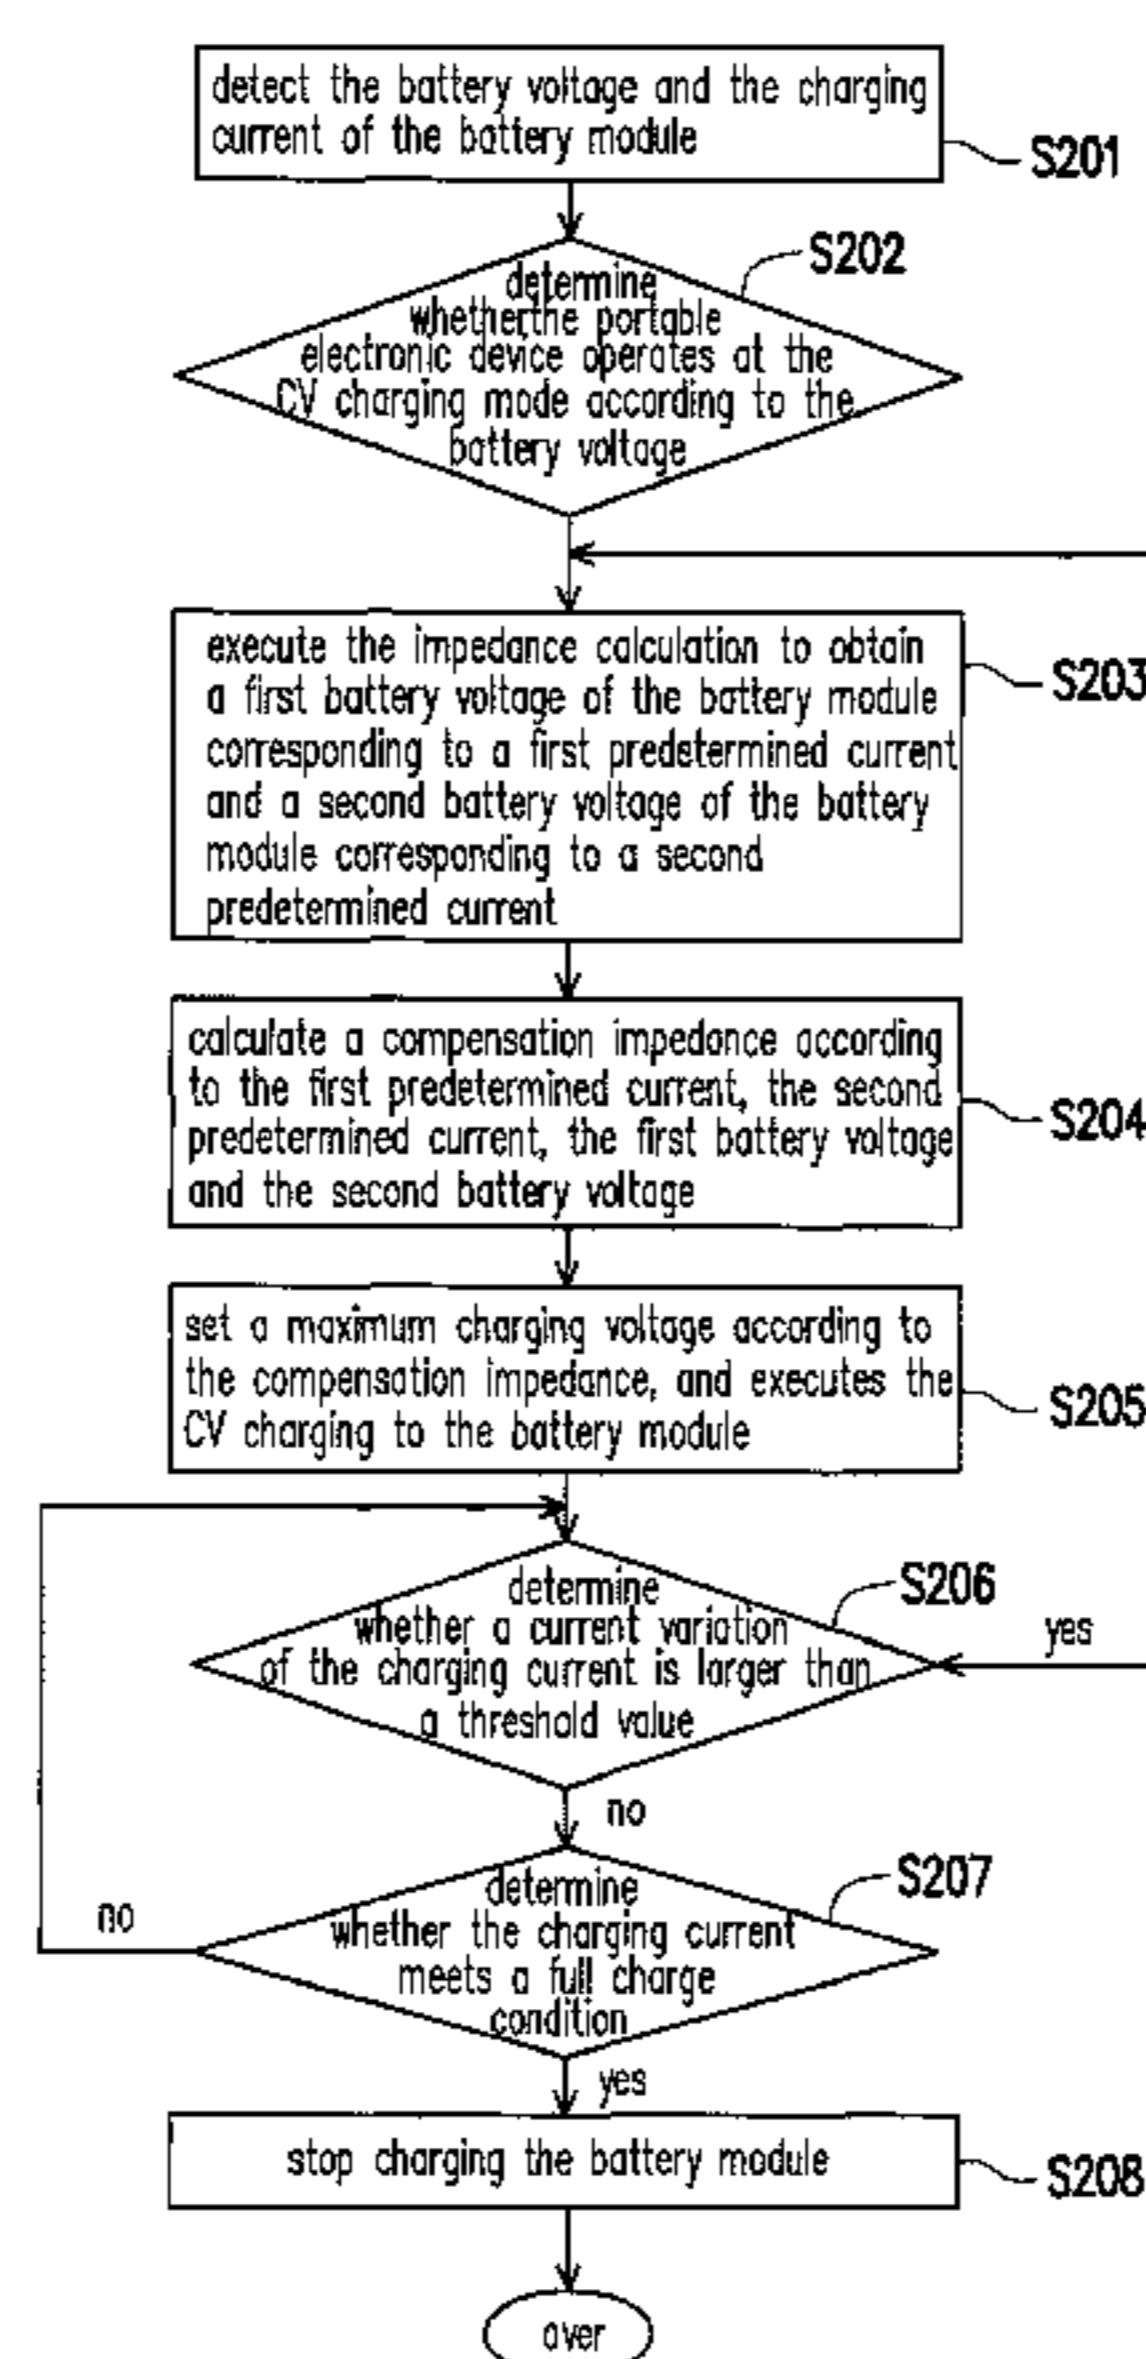 detect the battery voltage and the charging
current of the battery module
S201
S202
determine
whetherthe portable
electronic device operates at the
CV charging mode according to the
battery voltage
execute the impedance calculation to obtain
a first battery voltage of the battery module
corresponding to a first predetermined current
and a second battery voltage of the battery
module corresponding to a second
predetermined current
S203
calculate a compensation impedance according
to the first predetermined current, the second
predetermined current, the first battery voltage
and the second battery voltage
S204
set a maximum charging voltage according to
the compensation impedance, and executes the
CV charging to the battery module
S205
determine
whether a current variation
of the charging current is larger than
a threshold value
S206
yes
no
determine
whether the charging current
meets a full charge
condition
S207
no
yes
stop charging the battery module
S208
over